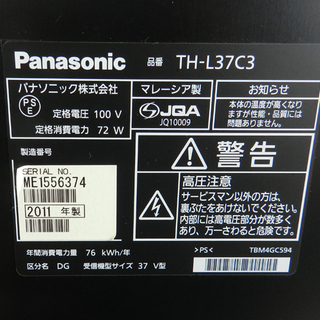 Panasonic 品番 TH-L37C3
パナソニック株式会社
PS
E
定格電圧 100 V
定格消費電力 72 W
マレーシア製
JQA
JQ10009
お知らせ
本体の温度が高くなり
ますが性能・品質には
問題ありません。
製造番号
SERIAL NO.
ME1556374
2011 年製
警告
高圧注意
サービスマン以外の方は、
裏ぶたをあけないでください。
内部には高電圧部分が数多く
あり、万一さわると危険です。
年間消費電力量 76 kWh/年
>PS< TBM4GC594
区分名 DG 受信機型サイズ 37 V型